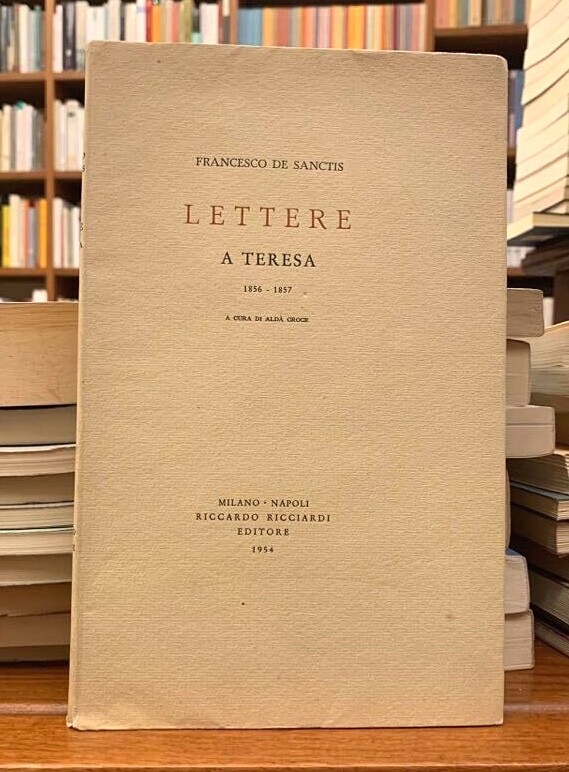 FRANCESCO DE SANCTIS
LETTERE
A TERESA
1856 - 1857
A CURA DI ALDA CROCE
MILANO • NAPOLI
RICCARDO RICCIARDI
EDITORE
1954